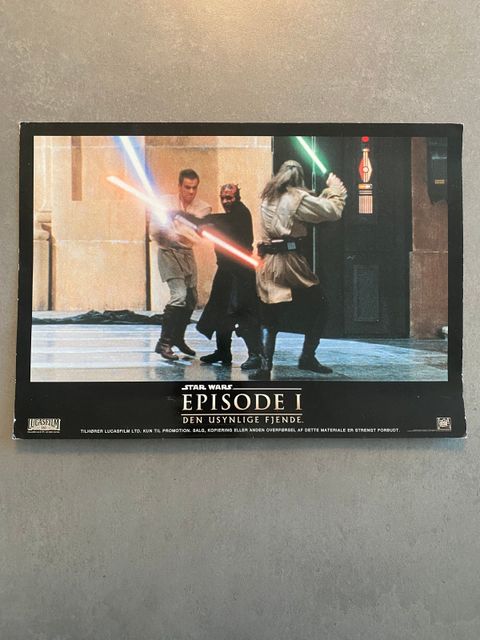 STAR WARS
EPISODE I
DEN USYNLIGE FJENDE.
LUCASFILM
TILHØRER LUCASFILM LTD. KUN TIL PROMOTION. SALG, KOPIERING ELLER ANDEN OVERFØRSEL AF DETTE MATERIALE ER STRENGT FORBUDT.